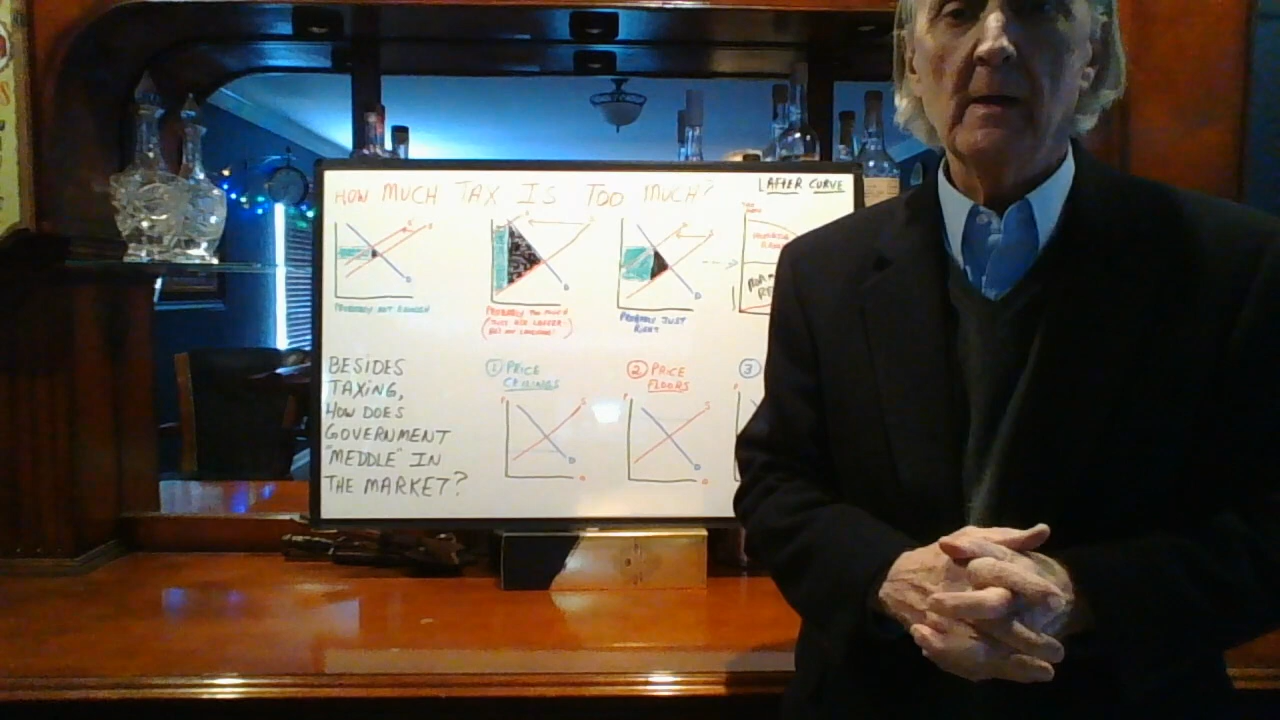 HOW MUCH TAX IS TOO MUCH?
LAFFER CURVE
PROBABLY NOT ENOUGH
PROBABLY TOO MUCH
PROBABLY JUST
RIGHT
BESIDES
TAXING,
HOW DOES
GOVERNMENT
"MEDDLE" IN
THE MARKET?
① PRICE
CEILINGS
P
S
D
Q
② PRICE
FLOORS
P
S
D
Q
③
P